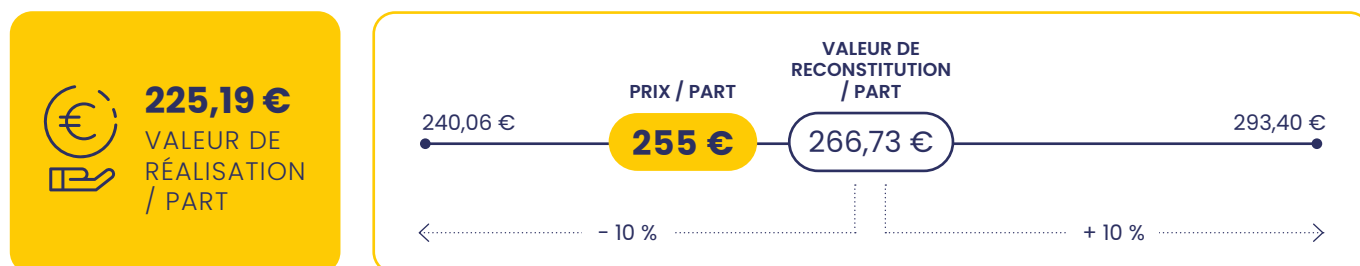 225,19 €
VALEUR DE
RÉALISATION
/ PART
VALEUR DE
RECONSTITUTION
/ PART
PRIX / PART
240,06 €
255 €
266,73 €
293,40 €
- 10 %
+ 10 %